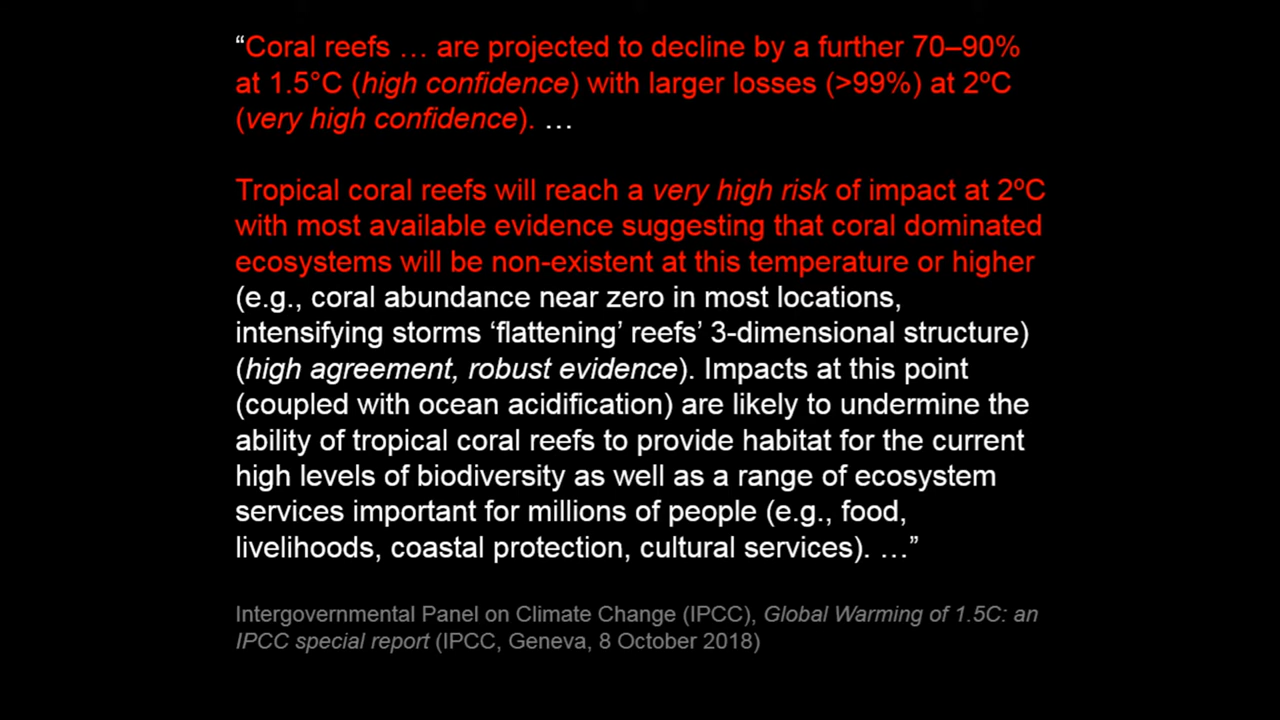 “Coral reefs … are projected to decline by a further 70–90%
at 1.5°C (high confidence) with larger losses (>99%) at 2ºC
(very high confidence). …
Tropical coral reefs will reach a very high risk of impact at 2ºC
with most available evidence suggesting that coral dominated
ecosystems will be non-existent at this temperature or higher
(e.g., coral abundance near zero in most locations,
intensifying storms ‘flattening’ reefs’ 3-dimensional structure)
(high agreement, robust evidence). Impacts at this point
(coupled with ocean acidification) are likely to undermine the
ability of tropical coral reefs to provide habitat for the current
high levels of biodiversity as well as a range of ecosystem
services important for millions of people (e.g., food,
livelihoods, coastal protection, cultural services). …”
Intergovernmental Panel on Climate Change (IPCC), Global Warming of 1.5C: an
IPCC special report (IPCC, Geneva, 8 October 2018)